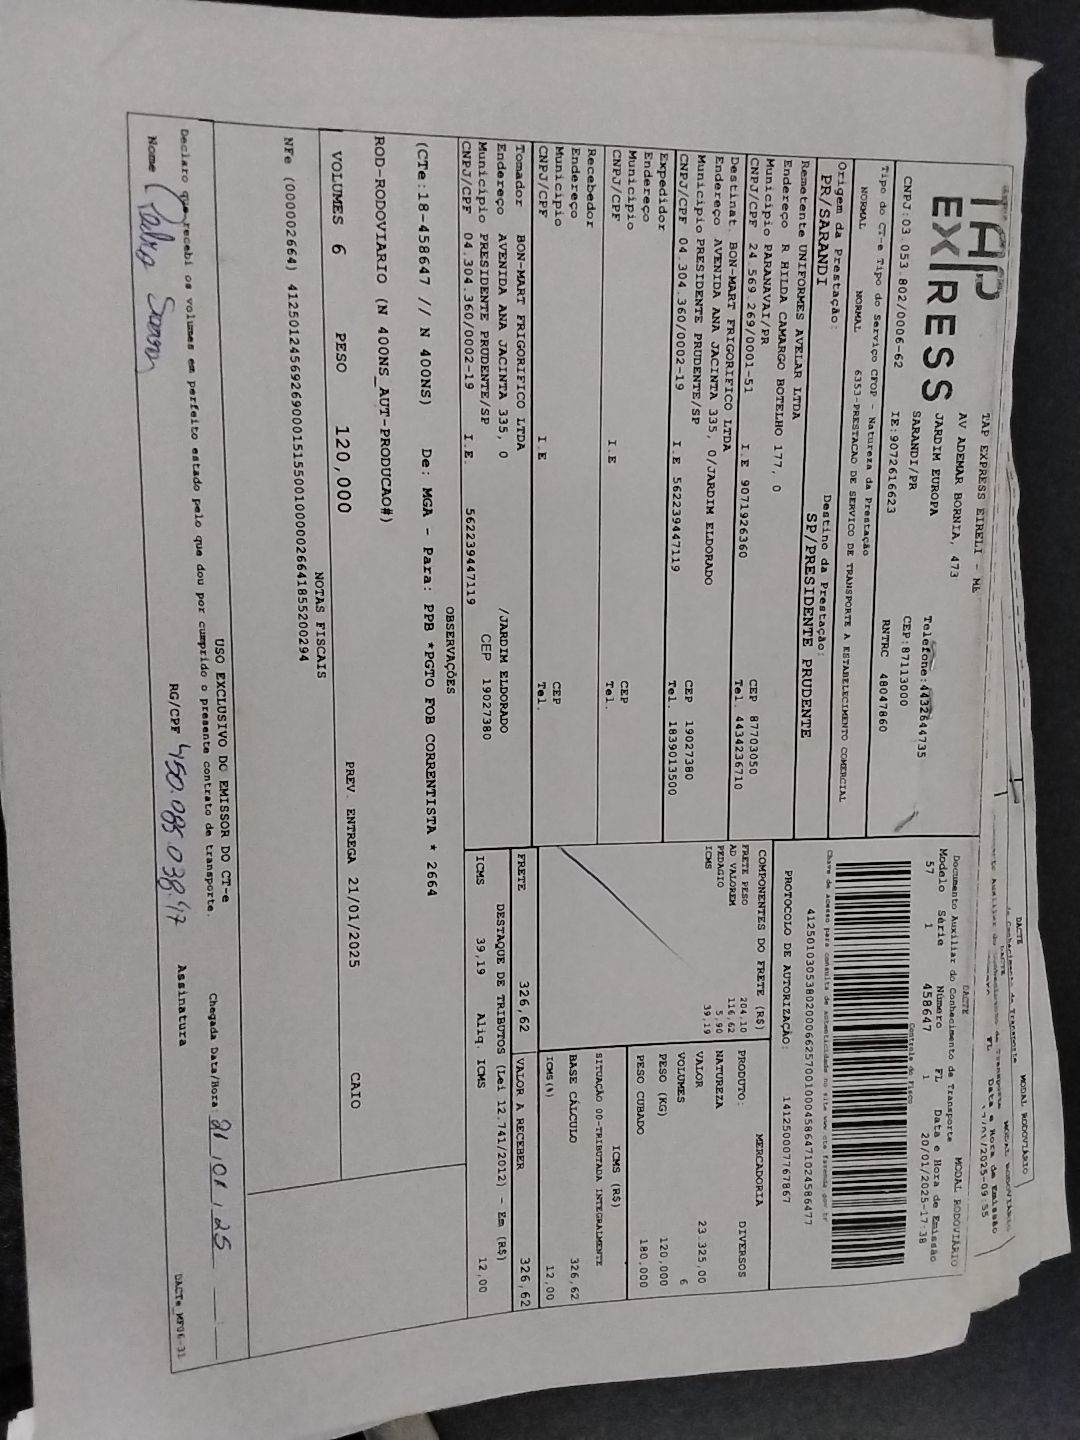 TAP EXPRESS
TAP EXPRESS EIRELI - ME
AV ADEMAR BORNIA, 473
JARDIM EUROPA
SARANDI/PR
Telefone:4432644735
CEP:87113000
CNPJ:03.053.802/0006-62 IE:9072616623 RNTRC 48047860
Tipo do CT-e Tipo do Serviço CFOP - Natureza da Prestação
NORMAL NORMAL 6353-PRESTACAO DE SERVICO DE TRANSPORTE A ESTABELECIMENTO COMERCIAL
Origem da Prestação: Destino da Prestação:
PR/SARANDI SP/PRESIDENTE PRUDENTE
Remetente UNIFORMES AVELAR LTDA
Endereço R HILDA CAMARGO BOTELHO 177, 0
Municipio PARANAVAI/PR CEP 87703050
CNPJ/CPF 24.569.269/0001-51 I.E 9071926360 Tel. 4434236710
Destinat. BON-MART FRIGORIFICO LTDA
Endereço AVENIDA ANA JACINTA 335, 0/JARDIM ELDORADO
Municipio PRESIDENTE PRUDENTE/SP CEP 19027380
CNPJ/CPF 04.304.360/0002-19 I.E 562239447119 Tel. 1839013500
Expedidor
Endereço
Municipio CEP
CNPJ/CPF I.E Tel.
Recebedor
Endereço
Municipio CEP
CNPJ/CPF I.E Tel.
Tomador BON-MART FRIGORIFICO LTDA
Endereço AVENIDA ANA JACINTA 335, 0 /JARDIM ELDORADO
Municipio PRESIDENTE PRUDENTE/SP CEP 19027380
CNPJ/CPF 04.304.360/0002-19 I.E. 562239447119
DACTE MODAL RODOVIÁRIO
Documento Auxiliar do Conhecimento de Transporte
Modelo Série Número FL Data e Hora de Emissão
57 1 458647 1 20/01/2025-17:38
Controle do Fisco
Chave de acesso para consulta de autenticidade no site www.cte.fazenda.gov.br
41250103053802000662570010004586471024586477
PROTOCOLO DE AUTORIZAÇÃO: 141250007767867
COMPONENTES DO FRETE (R$)
FRETE PESO 204,10
AD VALOREM 116,62
PEDAGIO 5,90
ICMS 39,19
MERCADORIA
PRODUTO: DIVERSOS
NATUREZA
VALOR 23.325,00
VOLUMES 6
PESO (KG) 120,000
PESO CUBADO 180,000
ICMS (R$)
SITUAÇÃO 00-TRIBUTADA INTEGRALMENTE
BASE CÁLCULO 326,62
ICMS(%) 12,00
FRETE 326,62 VALOR A RECEBER 326,62
DESTAQUE DE TRIBUTOS (Lei 12.741/2012) - Em (R$)
ICMS 39,19 Aliq. ICMS 12,00
OBSERVAÇÕES
(CTe:18-458647 // N 400NS) De: MGA - Para: PPB *PGTO FOB CORRENTISTA * 2664
ROD-RODOVIARIO (N 400NS_AUT-PRODUCAO#)
VOLUMES 6 PESO 120,000 PREV. ENTREGA 21/01/2025 CAIO
NOTAS FISCAIS
NFe (000002664) 41250124569269000151550010000026641855200294
USO EXCLUSIVO DO EMISSOR DO CT-e
Declaro que recebi os volumes em perfeito estado pelo que dou por cumprido o presente contrato de transporte. Chegada Data/Hora: 21/01/25
Nome RG/CPF 450.985.038.47 Assinatura